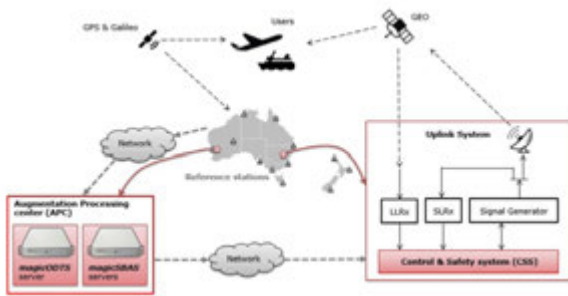 GPS & Galileo
Users
GEO
Network
Reference stations
Uplink System
Augmentation Processing
center (APC)
LLRx
SLRx
Signal Generator
magicODTS
server
magicSBAS
servers
Network
Control & Safety system (CSS)